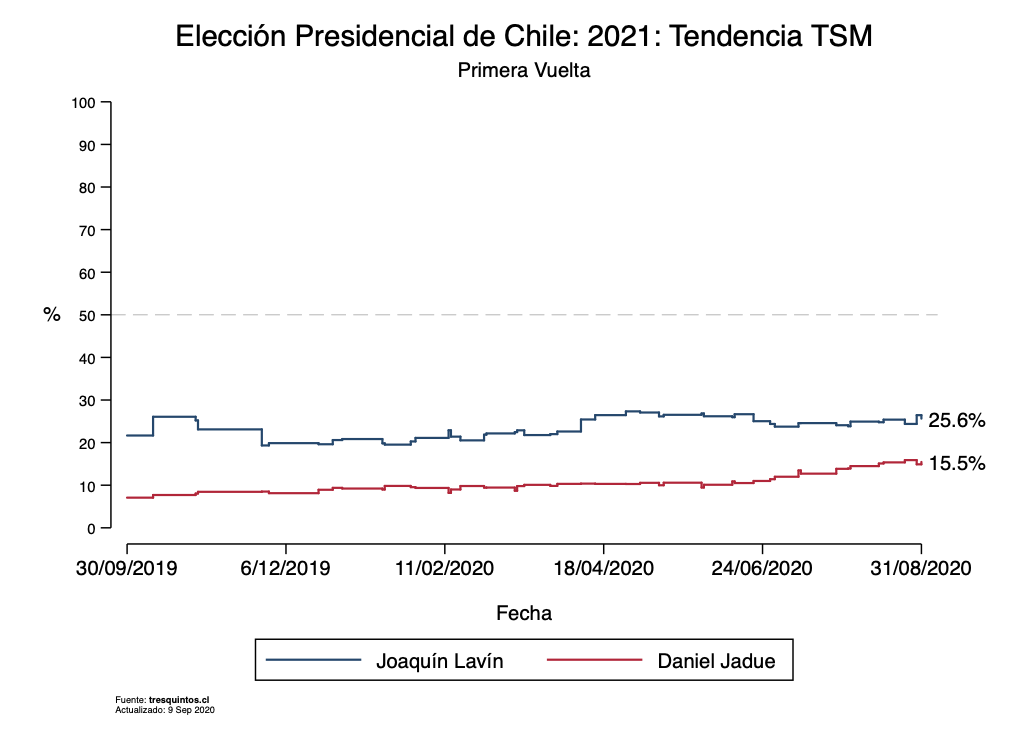 Elección Presidencial de Chile: 2021: Tendencia TSM
Primera Vuelta
100
90
80
70
60
% 50
40
30
20
10
0
25.6%
15.5%
30/09/2019 6/12/2019 11/02/2020 18/04/2020 24/06/2020 31/08/2020
Fecha
Joaquín Lavín Daniel Jadue
Fuente: tresquintos.cl
Actualizado: 9 Sep 2020